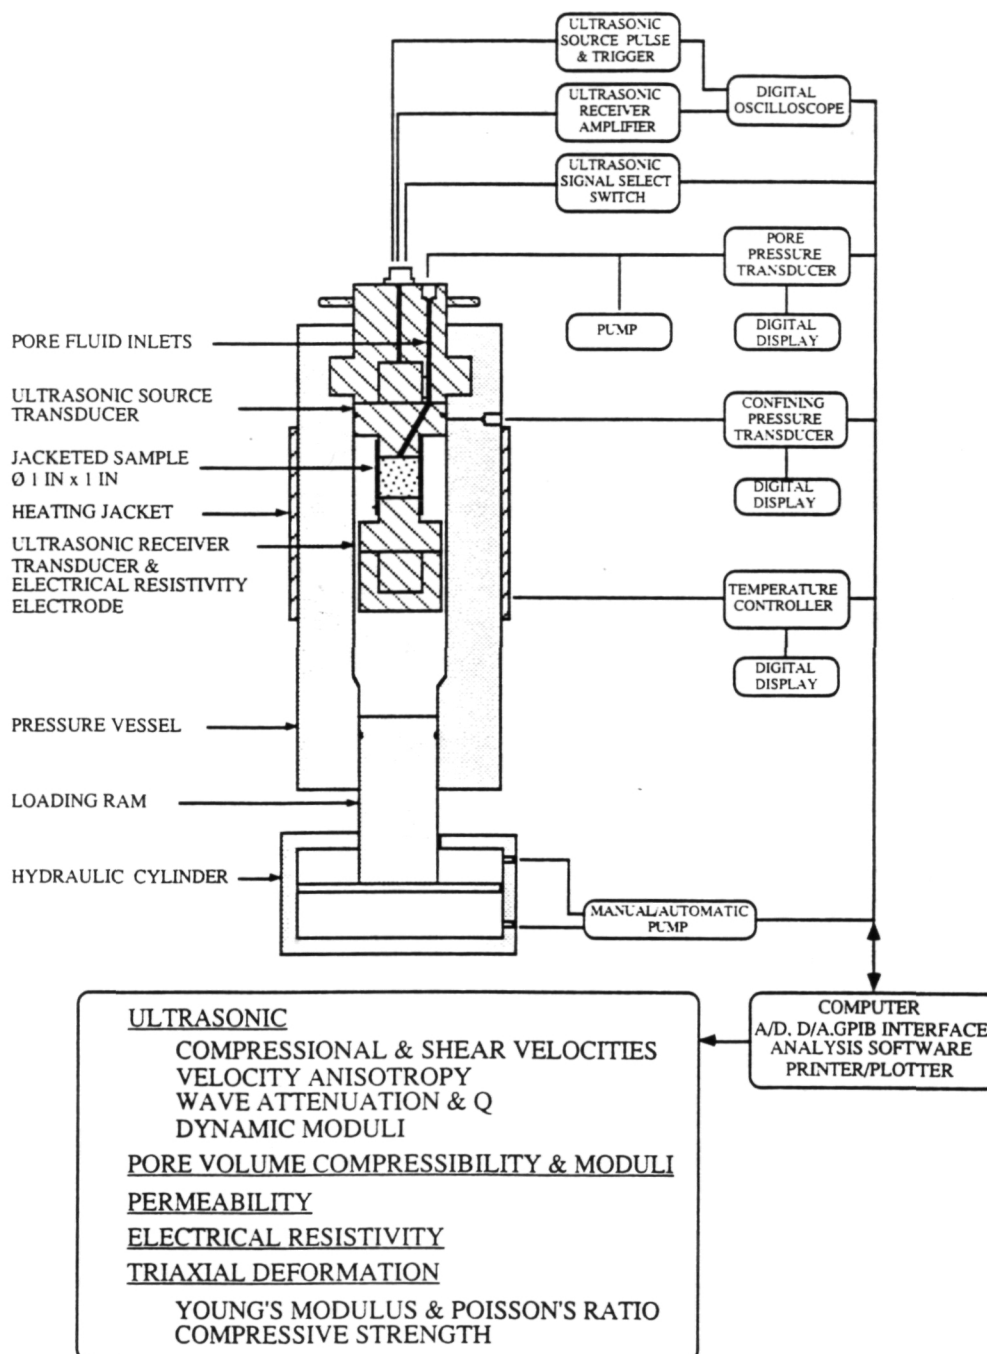 ULTRASONIC
SOURCE PULSE
& TRIGGER
ULTRASONIC
RECEIVER
AMPLIFIER
DIGITAL
OSCILLOSCOPE
ULTRASONIC
SIGNAL SELECT
SWITCH
PORE
PRESSURE
TRANSDUCER
PUMP
DIGITAL
DISPLAY
PORE FLUID INLETS
ULTRASONIC SOURCE
TRANSDUCER
CONFINING
PRESSURE
TRANSDUCER
JACKETED SAMPLE
Ø 1 IN x 1 IN
DIGITAL
DISPLAY
HEATING JACKET
ULTRASONIC RECEIVER
TRANSDUCER &
ELECTRICAL RESISTIVITY
ELECTRODE
TEMPERATURE
CONTROLLER
DIGITAL
DISPLAY
PRESSURE VESSEL
LOADING RAM
HYDRAULIC CYLINDER
MANUAL/AUTOMATIC
PUMP
COMPUTER
A/D, D/A,GPIB INTERFACE
ANALYSIS SOFTWARE
PRINTER/PLOTTER
ULTRASONIC
COMPRESSIONAL & SHEAR VELOCITIES
VELOCITY ANISOTROPY
WAVE ATTENUATION & Q
DYNAMIC MODULI
PORE VOLUME COMPRESSIBILITY & MODULI
PERMEABILITY
ELECTRICAL RESISTIVITY
TRIAXIAL DEFORMATION
YOUNG'S MODULUS & POISSON'S RATIO
COMPRESSIVE STRENGTH